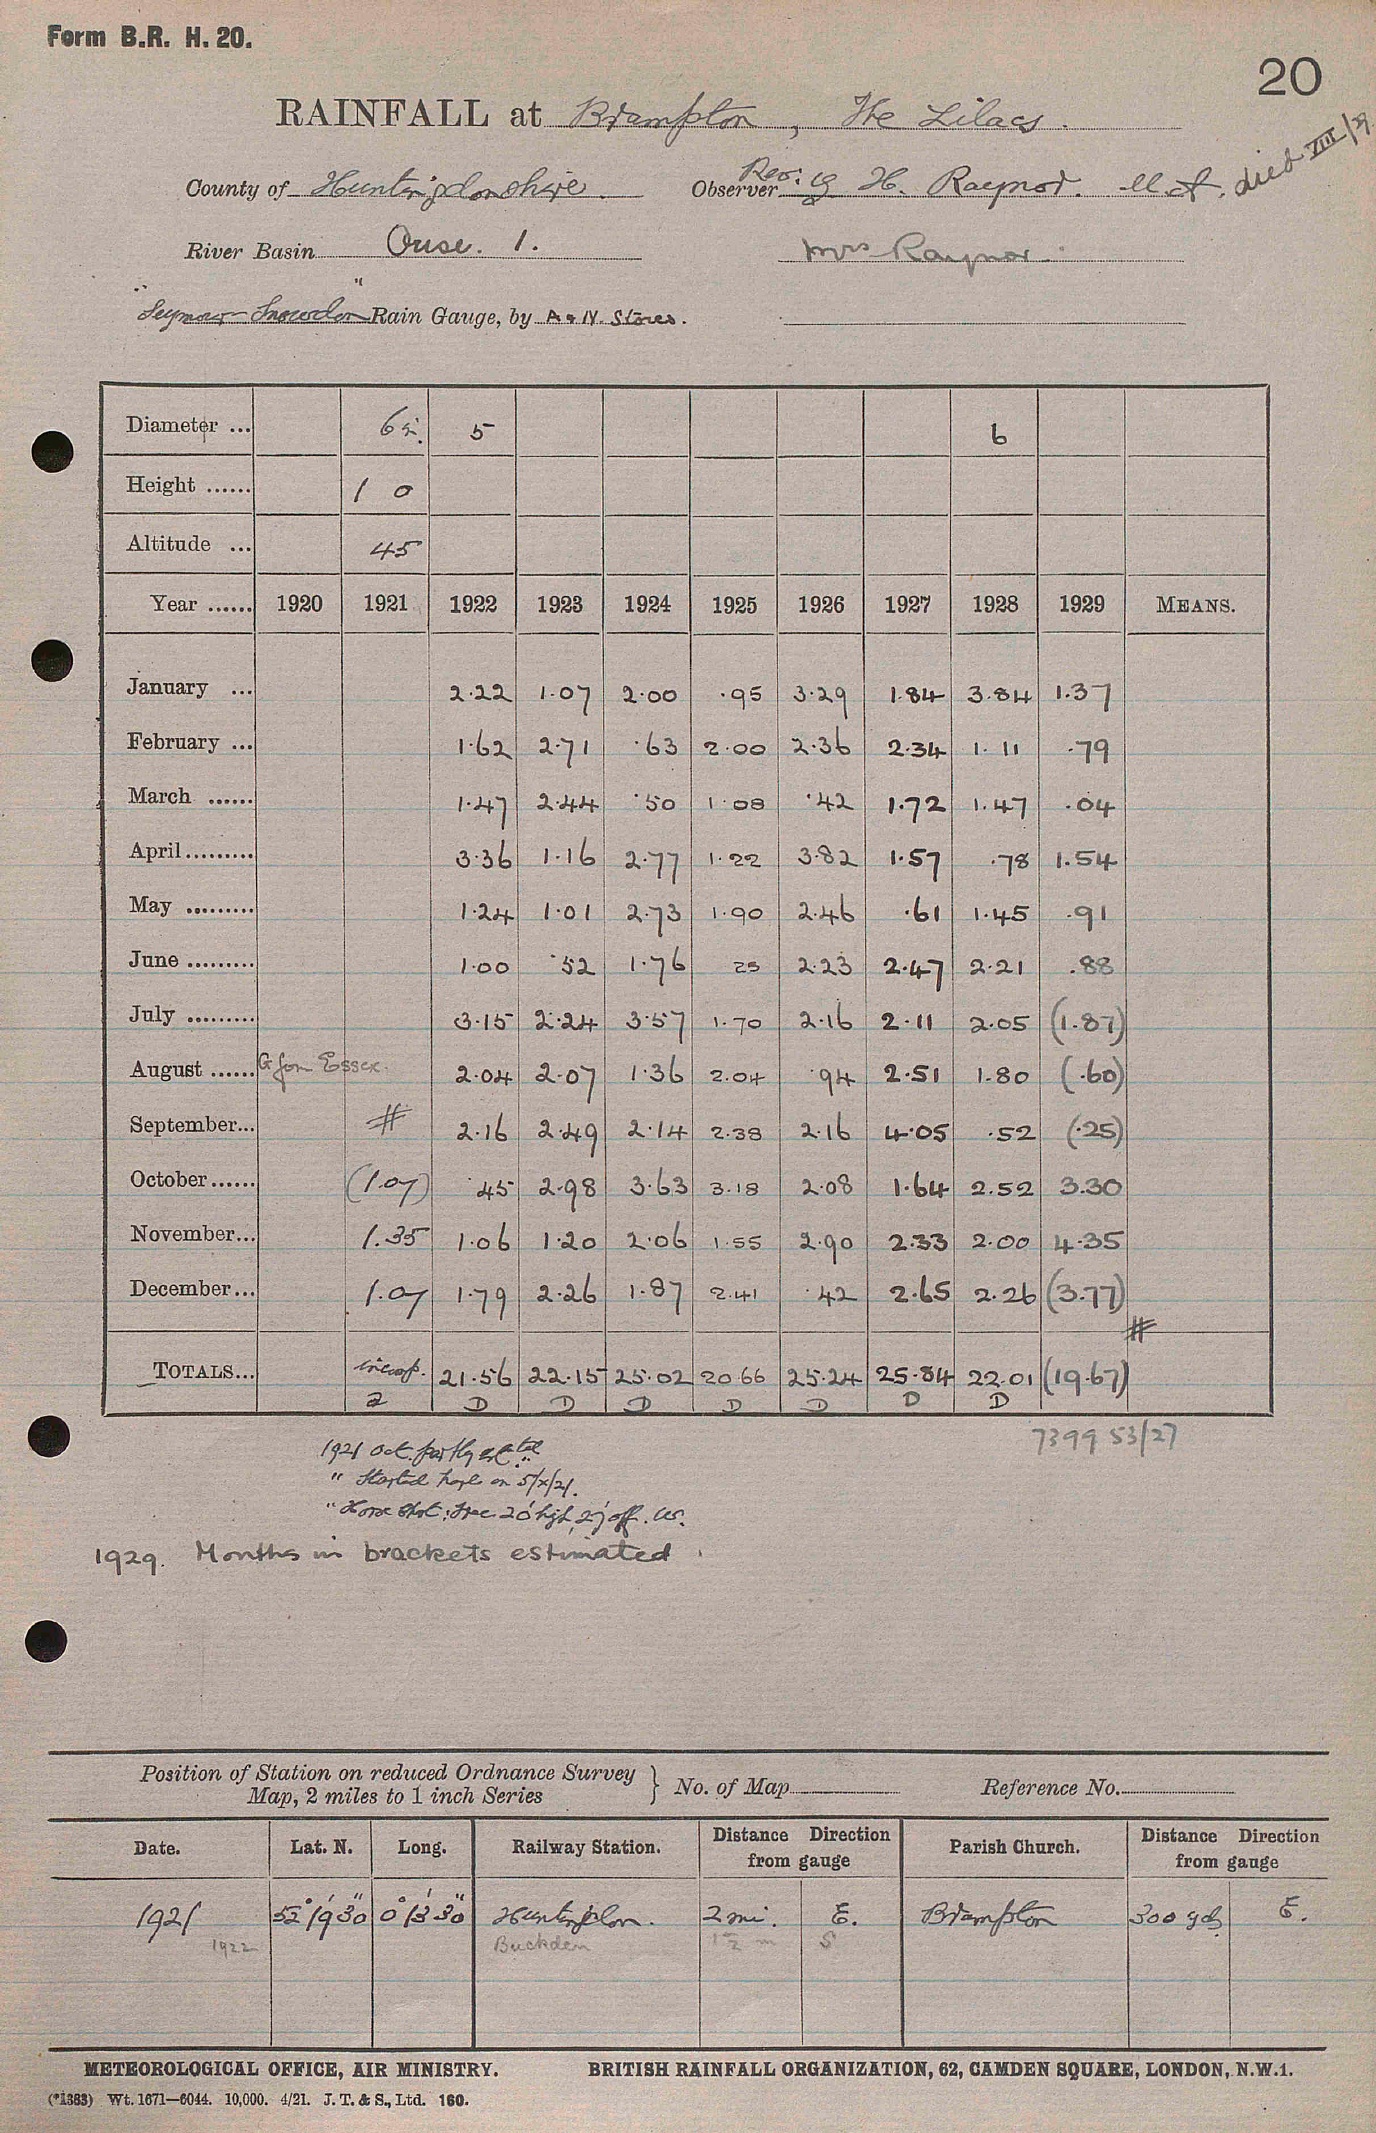 Form B.R. H. 20.
20
RAINFALL at Brampton, The Lilacs.
County of Huntingdonshire.
Observer Rev: G H. Raynor. M.A. died VIII/29
River Basin Ouse. 1.
Mrs Raynor.
"Seymour Snowdon" Rain Gauge, by A & N. Stores.
Diameter ... 6 5 6
Height ...... 1 0
Altitude ... 45
Year ...... 1920 1921 1922 1923 1924 1925 1926 1927 1928 1929 MEANS.
January ... 2.22 1.07 2.00 .95 3.29 1.84 3.84 1.37
February ... 1.62 2.71 .63 2.00 2.36 2.34 1.11 .79
March ...... 1.47 2.44 .50 1.08 .42 1.72 1.47 .04
April......... 3.36 1.16 2.77 1.22 3.82 1.57 .78 1.54
May ......... 1.24 1.01 2.73 1.90 2.46 .61 1.45 .91
June ......... 1.00 .52 1.76 25 2.23 2.47 2.21 .88
July ......... 3.15 2.24 3.57 1.70 2.16 2.11 2.05 (1.87)
August ...... G from Essex. 2.04 2.07 1.36 2.04 .94 2.51 1.80 (.60)
September... # 2.16 2.49 2.14 2.38 2.16 4.05 .52 (.25)
October...... (1.07) .45 2.98 3.63 3.18 2.08 1.64 2.52 3.30
November... 1.35 1.06 1.20 2.06 1.55 2.90 2.33 2.00 4.35
December... 1.07 1.79 2.26 1.87 2.41 .42 2.65 2.26 (3.77)
#
TOTALS... incop. 21.56 22.15 25.02 20.66 25.24 25.84 22.01 (19.67)
a D D D D D D D
7399 53/27
1921 Oct. partly est.
" Started here on 5/X/21.
" Tree 20' high, 27' off. W.
1929. Months in brackets estimated.
Position of Station on reduced Ordnance Survey
Map, 2 miles to 1 inch Series
No. of Map
Reference No.
Date. Lat. N. Long. Railway Station. Distance Direction from gauge Parish Church. Distance Direction from gauge
1921 52° 19' 30" 0° 13' 30" Huntingdon. 2 mi. E. Brampton 300 yds E.
1922 Buckden 1½ m S
METEOROLOGICAL OFFICE, AIR MINISTRY.
BRITISH RAINFALL ORGANIZATION, 62, CAMDEN SQUARE, LONDON, N.W.1.
(*1383) Wt. 1671—6044. 10,000. 4/21. J. T. & S., Ltd. 160.